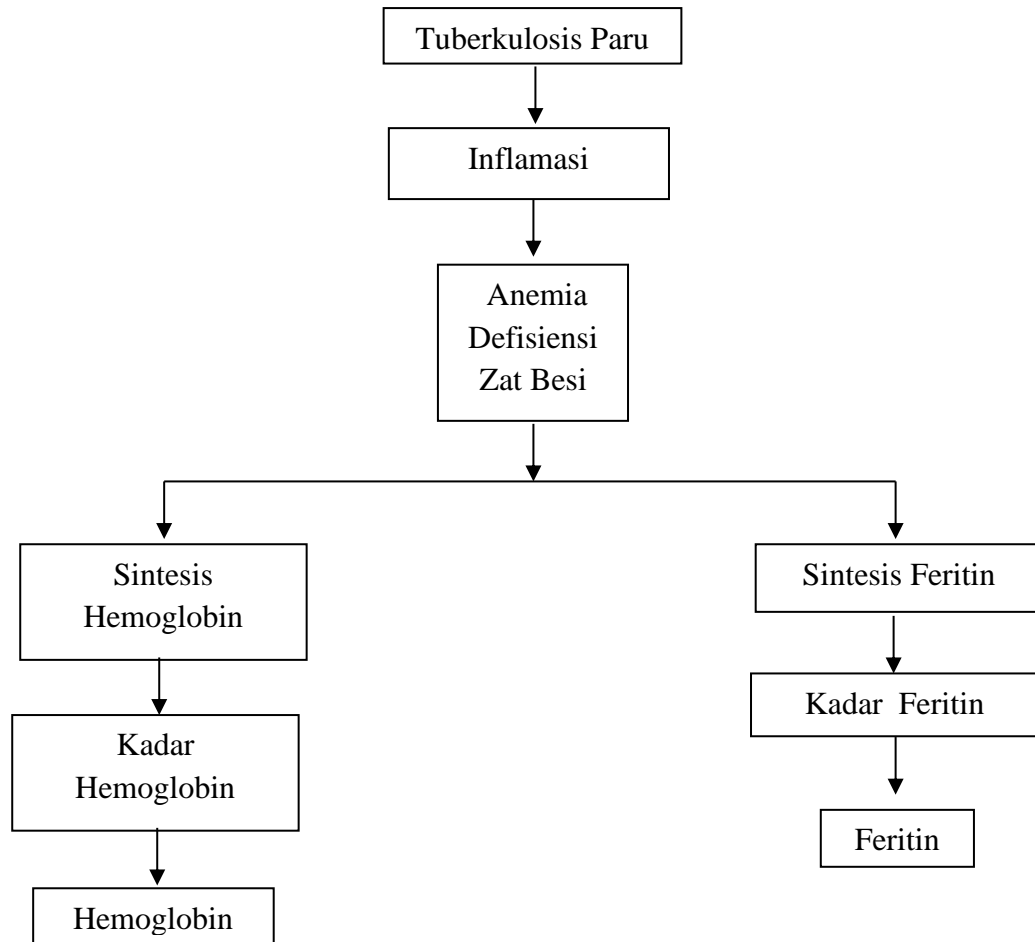 Tuberkulosis Paru
Inflamasi
Anemia
Defisiensi
Zat Besi
Sintesis
Hemoglobin
Sintesis Feritin
Kadar
Hemoglobin
Kadar Feritin
Hemoglobin
Feritin